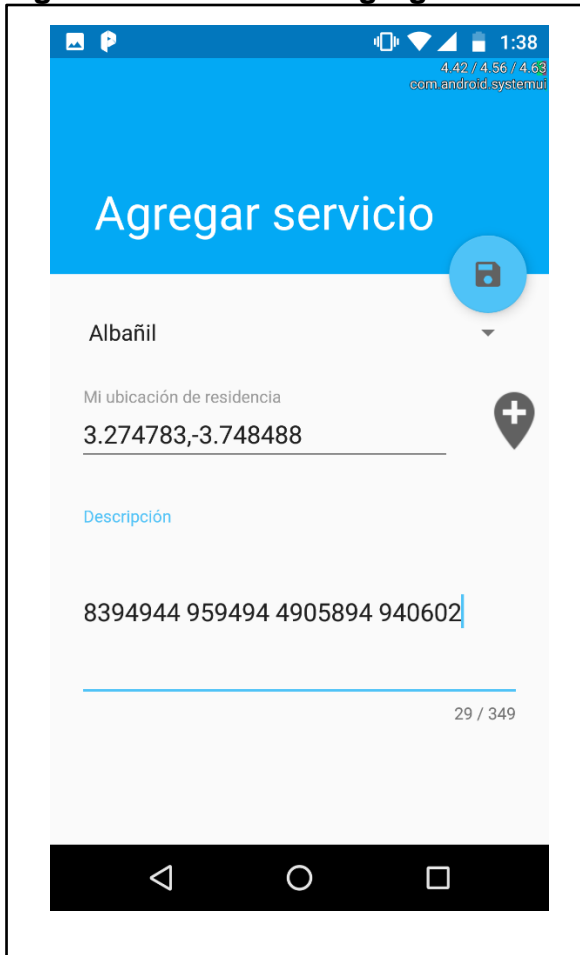 1:38
4.42 / 4.56 / 4.63
com.android.systemui
Agregar servicio
Albañil
Mi ubicación de residencia
3.274783,-3.748488
Descripción
8394944 959494 4905894 940602
29 / 349